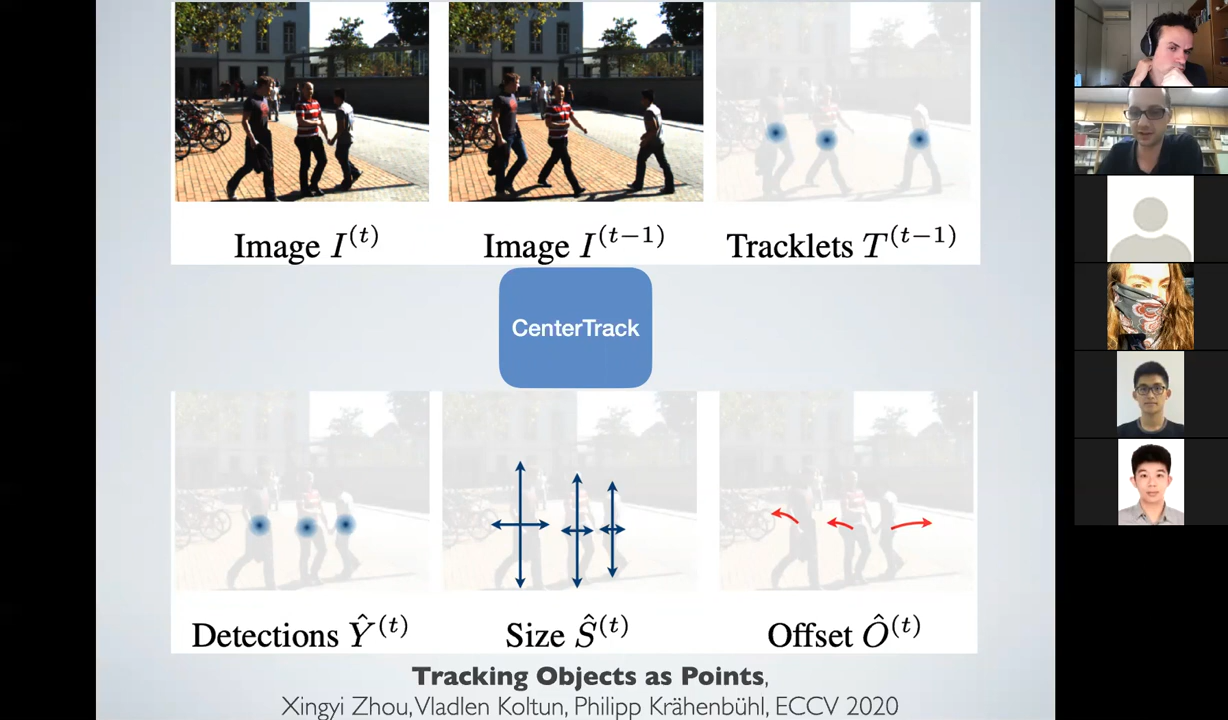 Image I^(t)
Image I^(t−1)
Tracklets T^(t−1)
CenterTrack
Detections Ŷ^(t)
Size Ŝ^(t)
Offset Ô^(t)
Tracking Objects as Points,
Xingyi Zhou, Vladlen Koltun, Philipp Krähenbühl, ECCV 2020